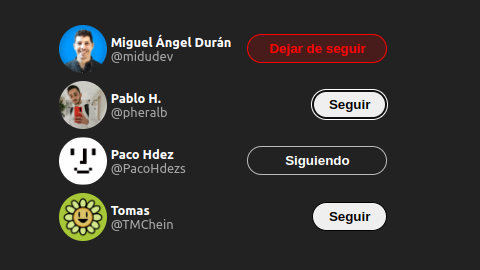 Miguel Ángel Durán
@midudev
Dejar de seguir
Pablo H.
@pheralb
Seguir
Paco Hdez
@PacoHdezs
Siguiendo
Tomas
@TMChein
Seguir